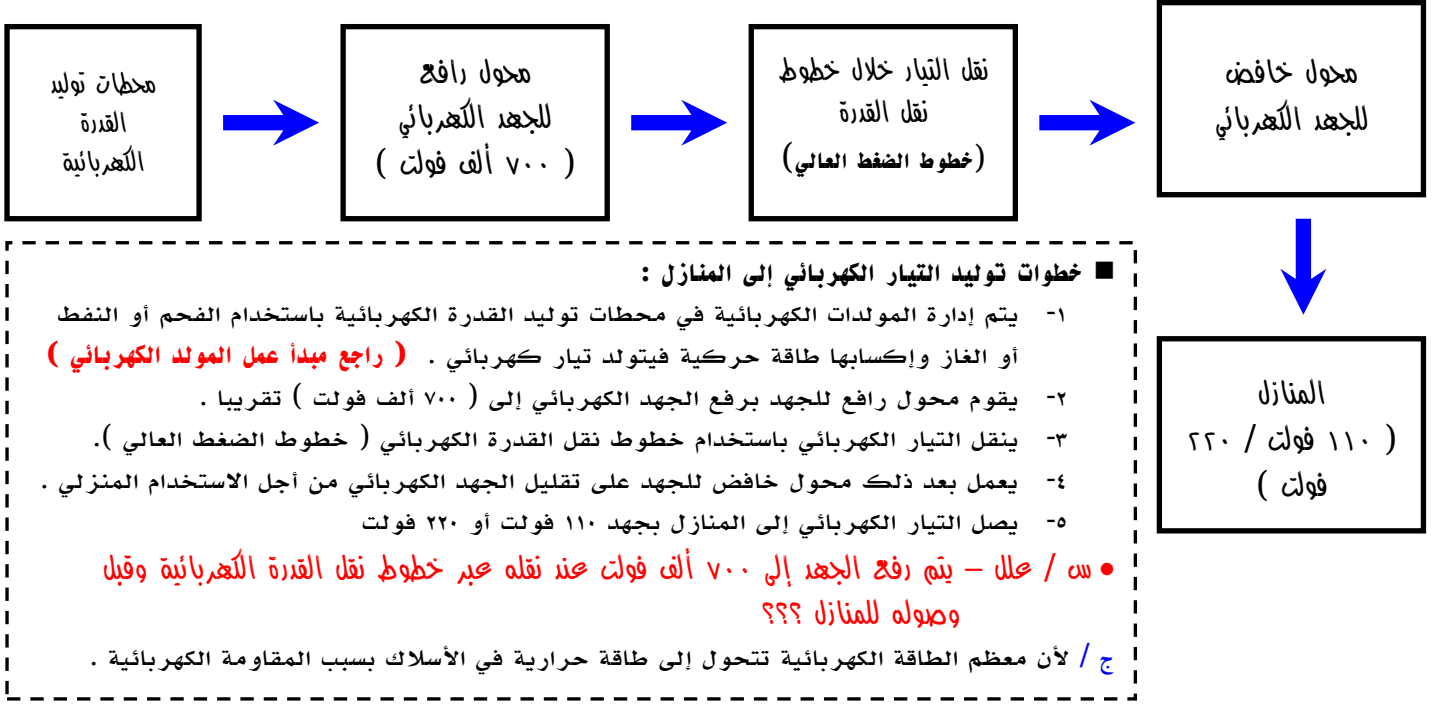 محطات توليد
القدرة
الكهربائية
محول رافع
للجهد الكهربائي
( ٧٠٠ ألف فولت )
نقل التيار خلال خطوط
نقل القدرة
(خطوط الضغط العالي)
محول خافض
للجهد الكهربائي
المنازل
( ١١٠ فولت / ٢٢٠
فولت )
■ خطوات توليد التيار الكهربائي إلى المنازل :
١- يتم إدارة المولدات الكهربائية في محطات توليد القدرة الكهربائية باستخدام الفحم أو النفط
أو الغاز وإكسابها طاقة حركية فيتولد تيار كهربائي . ( راجع مبدأ عمل المولد الكهربائي )
٢- يقوم محول رافع للجهد برفع الجهد الكهربائي إلى ( ٧٠٠ ألف فولت ) تقريبا .
٣- ينقل التيار الكهربائي باستخدام خطوط نقل القدرة الكهربائي ( خطوط الضغط العالي ).
٤- يعمل بعد ذلك محول خافض للجهد على تقليل الجهد الكهربائي من أجل الاستخدام المنزلي .
٥- يصل التيار الكهربائي إلى المنازل بجهد ١١٠ فولت أو ٢٢٠ فولت
● س / علل – يتم رفع الجهد إلى ٧٠٠ ألف فولت عند نقله عبر خطوط نقل القدرة الكهربائية وقبل
وصوله للمنازل ؟؟؟
ج / لأن معظم الطاقة الكهربائية تتحول إلى طاقة حرارية في الأسلاك بسبب المقاومة الكهربائية .